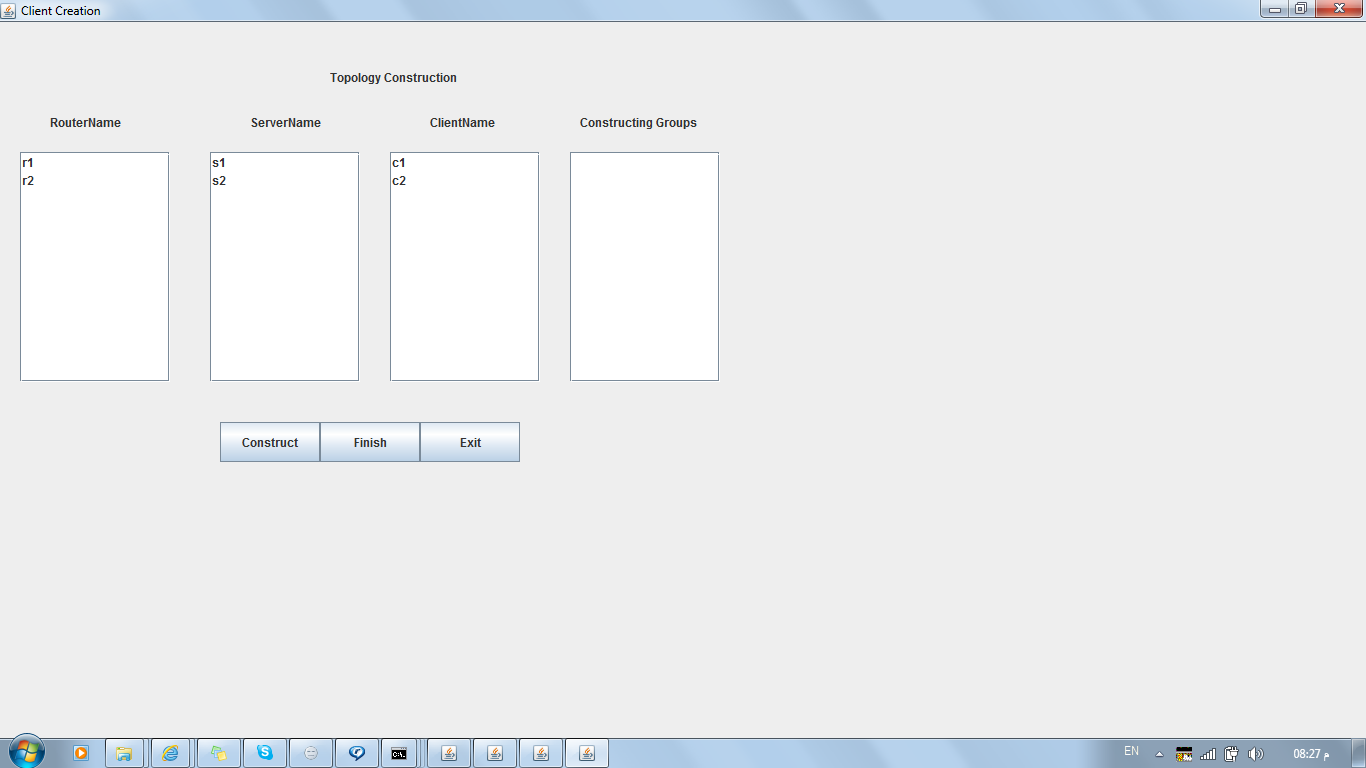 Client Creation
Topology Construction
RouterName ServerName ClientName Constructing Groups
r1 s1 c1
r2 s2 c2
Construct Finish Exit
EN 08:27 م